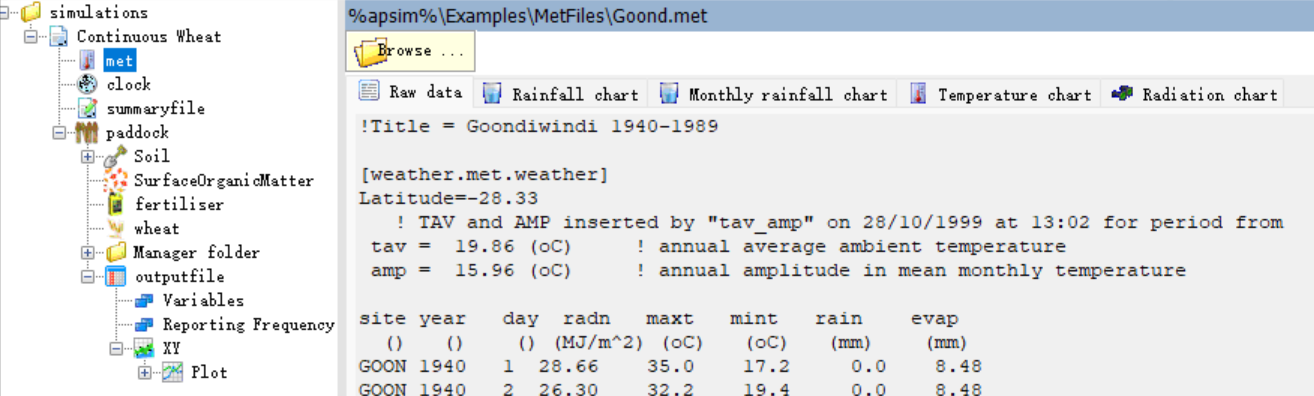 simulations
Continuous Wheat
met
clock
summaryfile
paddock
Soil
SurfaceOrganicMatter
fertiliser
wheat
Manager folder
outputfile
Variables
Reporting Frequency
XY
Plot
%apsim%\Examples\MetFiles\Goond.met
Browse ...
Raw data Rainfall chart Monthly rainfall chart Temperature chart Radiation chart
!Title = Goondiwindi 1940-1989
[weather.met.weather]
Latitude=-28.33
! TAV and AMP inserted by "tav_amp" on 28/10/1999 at 13:02 for period from
tav = 19.86 (oC) ! annual average ambient temperature
amp = 15.96 (oC) ! annual amplitude in mean monthly temperature
site year day radn maxt mint rain evap
() () () (MJ/m^2) (oC) (oC) (mm) (mm)
GOON 1940 1 28.66 35.0 17.2 0.0 8.48
GOON 1940 2 26.30 32.2 19.4 0.0 8.48